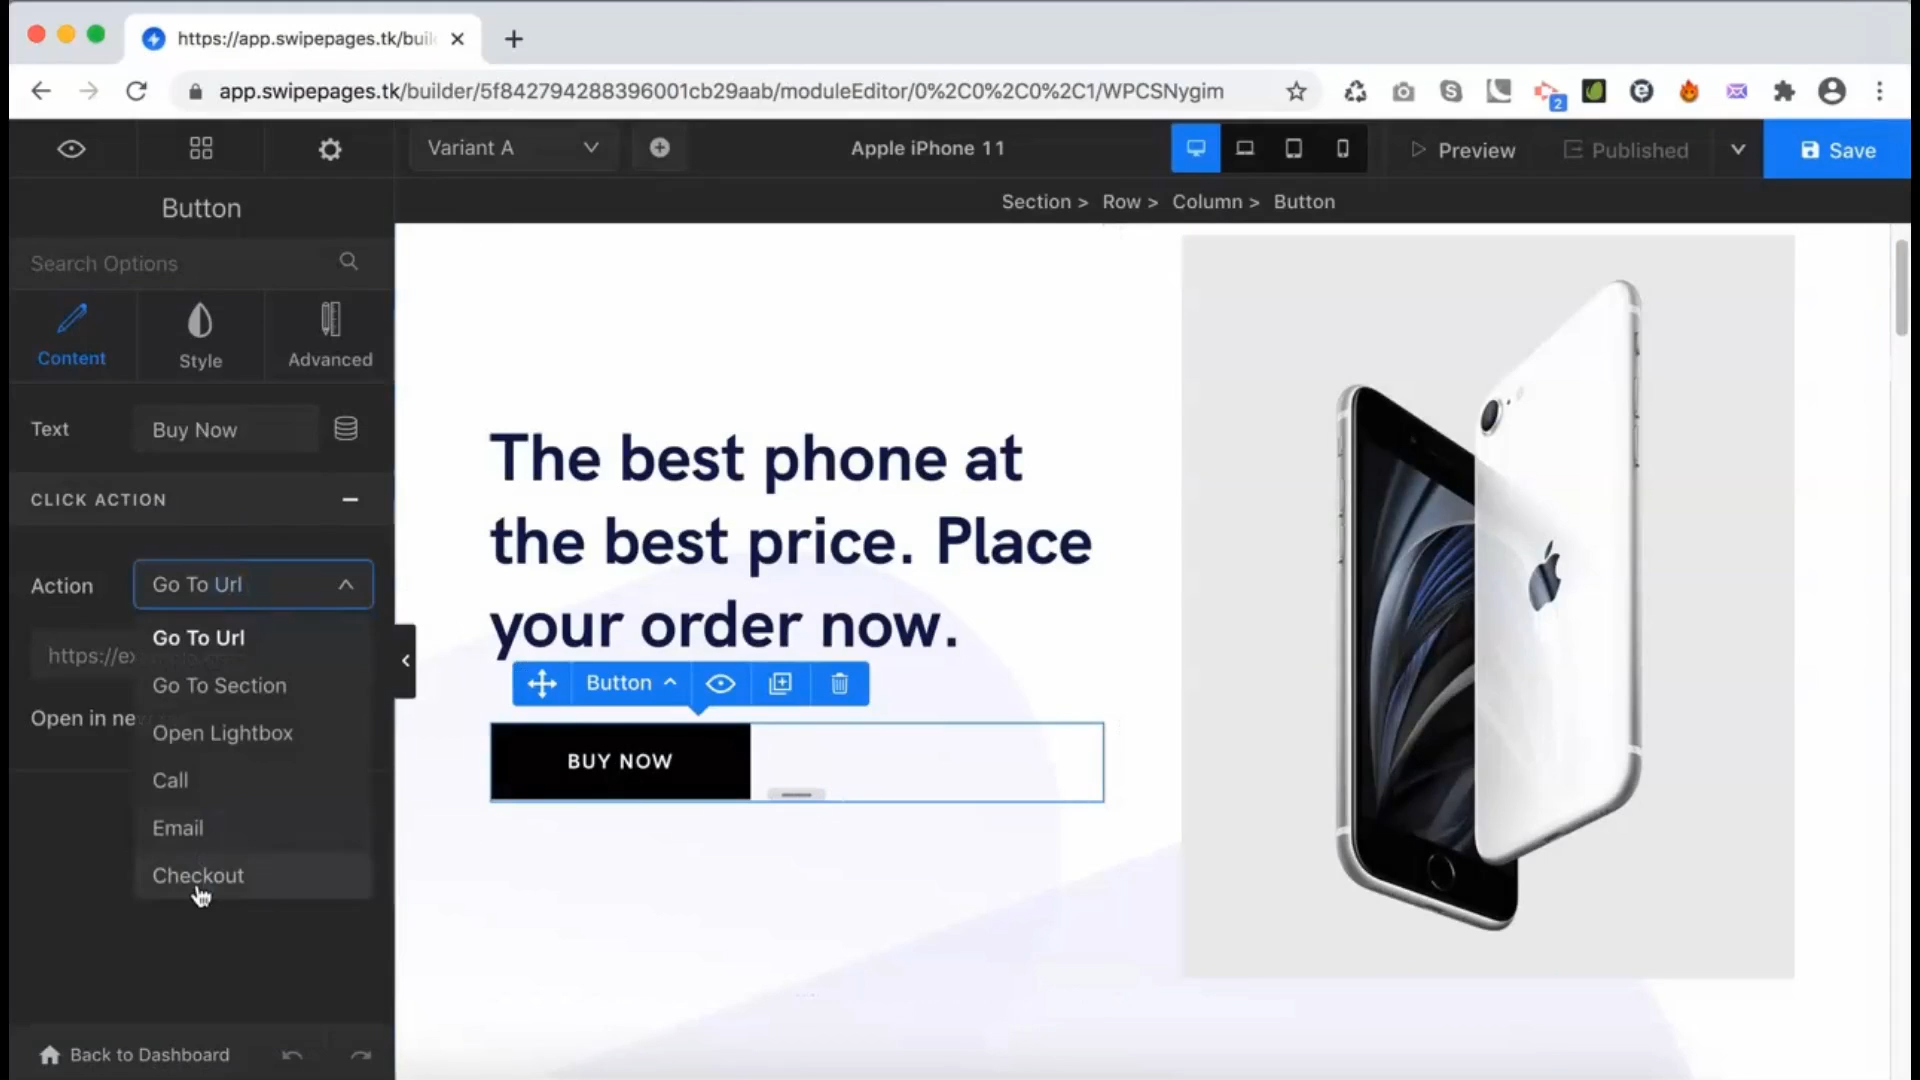 https://app.swipepages.tk/buil
app.swipepages.tk/builder/5f842794288396001cb29aab/moduleEditor/0%2C0%2C0%2C1/WPCSNygim
2
Variant A
Apple iPhone 11
Preview
Published
Save
Button
Section > Row > Column > Button
Search Options
Content
Style
Advanced
Text
Buy Now
CLICK ACTION
Action
Go To Url
Go To Url
https://ex
Go To Section
Open in ne
Open Lightbox
Call
Email
Checkout
Back to Dashboard
The best phone at
the best price. Place
your order now.
Button
BUY NOW